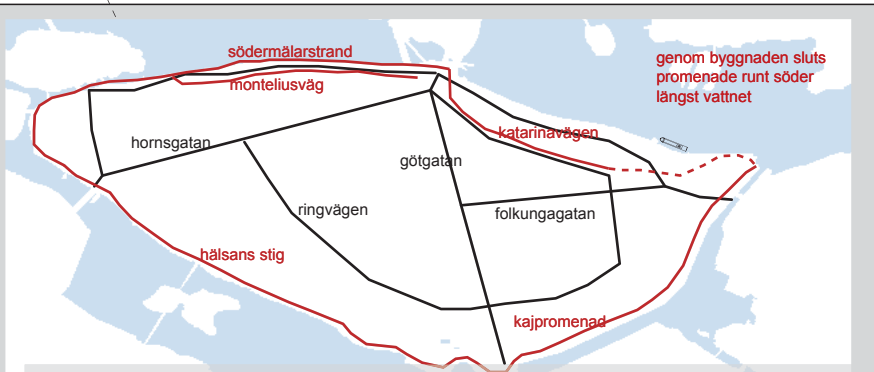 södermälarstrand
genom byggnaden sluts
promenade runt söder
längst vattnet
monteliusväg
katarinavägen
hornsgatan
götgatan
ringvägen
folkungagatan
hälsans stig
kajpromenad